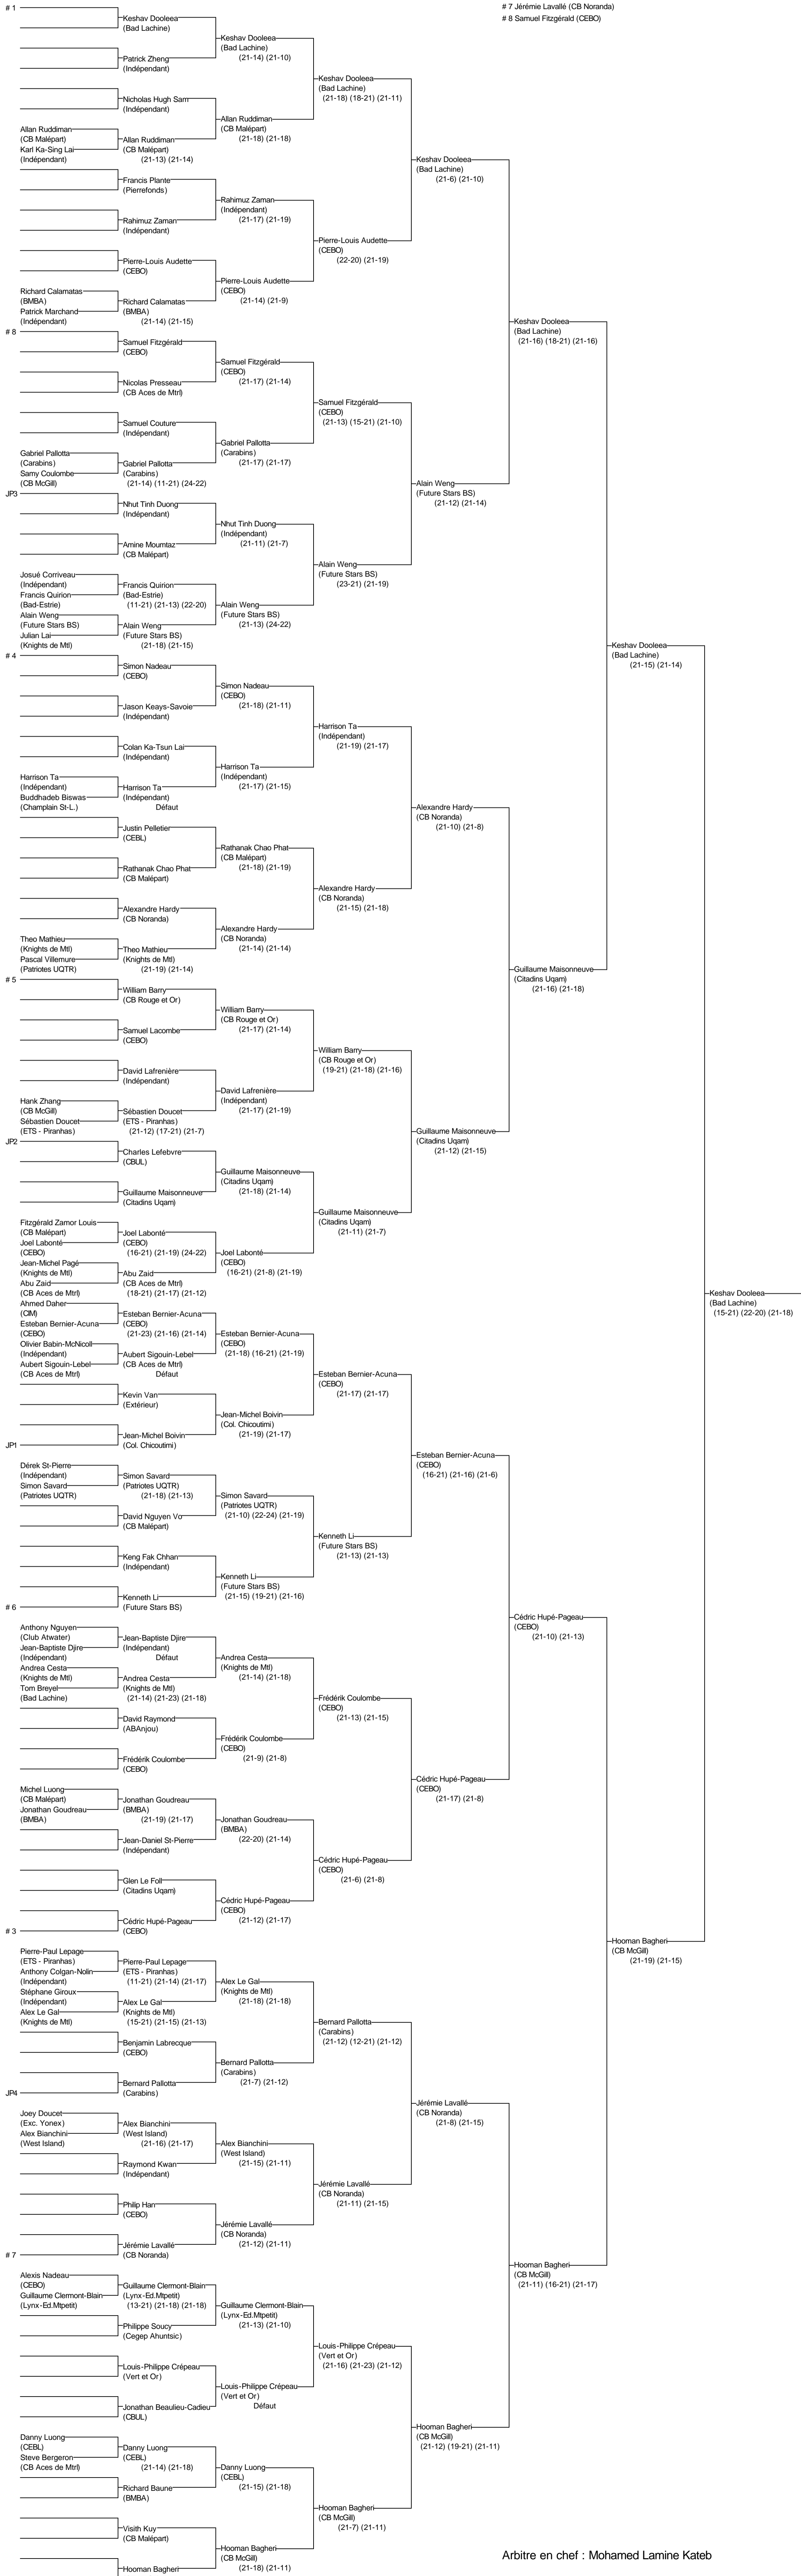 # 7 Jérémie Lavallé (CB Noranda)
# 8 Samuel Fitzgérald (CEBO)
# 1
Allan Ruddiman
(CB Malépart)
Karl Ka-Sing Lai
(Indépendant)
Richard Calamatas
(BMBA)
Patrick Marchand
(Indépendant)
# 8
Gabriel Pallotta
(Carabins)
Samy Coulombe
(CB McGill)
JP3
Josué Corriveau
(Indépendant)
Francis Quirion
(Bad-Estrie)
Alain Weng
(Future Stars BS)
Julian Lai
(Knights de Mtl)
# 4
Harrison Ta
(Indépendant)
Buddhadeb Biswas
(Champlain St-L.)
Theo Mathieu
(Knights de Mtl)
Pascal Villemure
(Patriotes UQTR)
# 5
Hank Zhang
(CB McGill)
Sébastien Doucet
(ETS - Piranhas)
JP2
Fitzgérald Zamor Louis
(CB Malépart)
Joel Labonté
(CEBO)
Jean-Michel Pagé
(Knights de Mtl)
Abu Zaid
(CB Aces de Mtrl)
Ahmed Daher
(CIM)
Esteban Bernier-Acuna
(CEBO)
Olivier Babin-McNicoll
(Indépendant)
Aubert Sigouin-Lebel
(CB Aces de Mtrl)
JP1
Dérek St-Pierre
(Indépendant)
Simon Savard
(Patriotes UQTR)
# 6
Anthony Nguyen
(Club Atwater)
Jean-Baptiste Djire
(Indépendant)
Andrea Cesta
(Knights de Mtl)
Tom Breyel
(Bad Lachine)
Michel Luong
(CB Malépart)
Jonathan Goudreau
(BMBA)
# 3
Pierre-Paul Lepage
(ETS - Piranhas)
Anthony Colgan-Nolin
(Indépendant)
Stéphane Giroux
(Indépendant)
Alex Le Gal
(Knights de Mtl)
JP4
Joey Doucet
(Exc. Yonex)
Alex Bianchini
(West Island)
# 7
Alexis Nadeau
(CEBO)
Guillaume Clermont-Blain
(Lynx-Ed.Mtpetit)
Danny Luong
(CEBL)
Steve Bergeron
(CB Aces de Mtrl)
Keshav Dooleea
(Bad Lachine)
Patrick Zheng
(Indépendant)
Nicholas Hugh Sam
(Indépendant)
Allan Ruddiman
(CB Malépart)
(21-13) (21-14)
Francis Plante
(Pierrefonds)
Rahimuz Zaman
(Indépendant)
Pierre-Louis Audette
(CEBO)
Richard Calamatas
(BMBA)
(21-14) (21-15)
Samuel Fitzgérald
(CEBO)
Nicolas Presseau
(CB Aces de Mtrl)
Samuel Couture
(Indépendant)
Gabriel Pallotta
(Carabins)
(21-14) (11-21) (24-22)
Nhut Tinh Duong
(Indépendant)
Amine Moumtaz
(CB Malépart)
Francis Quirion
(Bad-Estrie)
(11-21) (21-13) (22-20)
Alain Weng
(Future Stars BS)
(21-18) (21-15)
Simon Nadeau
(CEBO)
Jason Keays-Savoie
(Indépendant)
Colan Ka-Tsun Lai
(Indépendant)
Harrison Ta
(Indépendant)
Défaut
Justin Pelletier
(CEBL)
Rathanak Chao Phat
(CB Malépart)
Alexandre Hardy
(CB Noranda)
Theo Mathieu
(Knights de Mtl)
(21-19) (21-14)
William Barry
(CB Rouge et Or)
Samuel Lacombe
(CEBO)
David Lafrenière
(Indépendant)
Sébastien Doucet
(ETS - Piranhas)
(21-12) (17-21) (21-7)
Charles Lefebvre
(CBUL)
Guillaume Maisonneuve
(Citadins Uqam)
Joel Labonté
(CEBO)
(16-21) (21-19) (24-22)
Abu Zaid
(CB Aces de Mtrl)
(18-21) (21-17) (21-12)
Esteban Bernier-Acuna
(CEBO)
(21-23) (21-16) (21-14)
Aubert Sigouin-Lebel
(CB Aces de Mtrl)
Défaut
Kevin Van
(Extérieur)
Jean-Michel Boivin
(Col. Chicoutimi)
Simon Savard
(Patriotes UQTR)
(21-18) (21-13)
David Nguyen Vo
(CB Malépart)
Keng Fak Chhan
(Indépendant)
Kenneth Li
(Future Stars BS)
Jean-Baptiste Djire
(Indépendant)
Défaut
Andrea Cesta
(Knights de Mtl)
(21-14) (21-23) (21-18)
David Raymond
(ABAnjou)
Frédérik Coulombe
(CEBO)
Jonathan Goudreau
(BMBA)
(21-19) (21-17)
Jean-Daniel St-Pierre
(Indépendant)
Glen Le Foll
(Citadins Uqam)
Cédric Hupé-Pageau
(CEBO)
Pierre-Paul Lepage
(ETS - Piranhas)
(11-21) (21-14) (21-17)
Alex Le Gal
(Knights de Mtl)
(15-21) (21-15) (21-13)
Benjamin Labrecque
(CEBO)
Bernard Pallotta
(Carabins)
Alex Bianchini
(West Island)
(21-16) (21-17)
Raymond Kwan
(Indépendant)
Philip Han
(CEBO)
Jérémie Lavallé
(CB Noranda)
Guillaume Clermont-Blain
(Lynx-Ed.Mtpetit)
(13-21) (21-18) (21-18)
Philippe Soucy
(Cegep Ahuntsic)
Louis-Philippe Crépeau
(Vert et Or)
Jonathan Beaulieu-Cadieu
(CBUL)
Danny Luong
(CEBL)
(21-14) (21-18)
Richard Baune
(BMBA)
Visith Kuy
(CB Malépart)
Hooman Bagheri
Keshav Dooleea
(Bad Lachine)
(21-14) (21-10)
Allan Ruddiman
(CB Malépart)
(21-18) (21-18)
Rahimuz Zaman
(Indépendant)
(21-17) (21-19)
Pierre-Louis Audette
(CEBO)
(21-14) (21-9)
Samuel Fitzgérald
(CEBO)
(21-17) (21-14)
Gabriel Pallotta
(Carabins)
(21-17) (21-17)
Nhut Tinh Duong
(Indépendant)
(21-11) (21-7)
Alain Weng
(Future Stars BS)
(21-13) (24-22)
Simon Nadeau
(CEBO)
(21-18) (21-11)
Harrison Ta
(Indépendant)
(21-17) (21-15)
Rathanak Chao Phat
(CB Malépart)
(21-18) (21-19)
Alexandre Hardy
(CB Noranda)
(21-14) (21-14)
William Barry
(CB Rouge et Or)
(21-17) (21-14)
David Lafrenière
(Indépendant)
(21-17) (21-19)
Guillaume Maisonneuve
(Citadins Uqam)
(21-18) (21-14)
Joel Labonté
(CEBO)
(16-21) (21-8) (21-19)
Esteban Bernier-Acuna
(CEBO)
(21-18) (16-21) (21-19)
Jean-Michel Boivin
(Col. Chicoutimi)
(21-19) (21-17)
Simon Savard
(Patriotes UQTR)
(21-10) (22-24) (21-19)
Kenneth Li
(Future Stars BS)
(21-15) (19-21) (21-16)
Andrea Cesta
(Knights de Mtl)
(21-14) (21-18)
Frédérik Coulombe
(CEBO)
(21-9) (21-8)
Jonathan Goudreau
(BMBA)
(22-20) (21-14)
Cédric Hupé-Pageau
(CEBO)
(21-12) (21-17)
Alex Le Gal
(Knights de Mtl)
(21-18) (21-18)
Bernard Pallotta
(Carabins)
(21-7) (21-12)
Alex Bianchini
(West Island)
(21-15) (21-11)
Jérémie Lavallé
(CB Noranda)
(21-12) (21-11)
Guillaume Clermont-Blain
(Lynx-Ed.Mtpetit)
(21-13) (21-10)
Louis-Philippe Crépeau
(Vert et Or)
Défaut
Danny Luong
(CEBL)
(21-15) (21-18)
Hooman Bagheri
(CB McGill)
(21-18) (21-11)
Keshav Dooleea
(Bad Lachine)
(21-18) (18-21) (21-11)
Pierre-Louis Audette
(CEBO)
(22-20) (21-19)
Samuel Fitzgérald
(CEBO)
(21-13) (15-21) (21-10)
Alain Weng
(Future Stars BS)
(23-21) (21-19)
Harrison Ta
(Indépendant)
(21-19) (21-17)
Alexandre Hardy
(CB Noranda)
(21-15) (21-18)
William Barry
(CB Rouge et Or)
(19-21) (21-18) (21-16)
Guillaume Maisonneuve
(Citadins Uqam)
(21-11) (21-7)
Esteban Bernier-Acuna
(CEBO)
(21-17) (21-17)
Kenneth Li
(Future Stars BS)
(21-13) (21-13)
Frédérik Coulombe
(CEBO)
(21-13) (21-15)
Cédric Hupé-Pageau
(CEBO)
(21-6) (21-8)
Bernard Pallotta
(Carabins)
(21-12) (12-21) (21-12)
Jérémie Lavallé
(CB Noranda)
(21-11) (21-15)
Louis-Philippe Crépeau
(Vert et Or)
(21-16) (21-23) (21-12)
Hooman Bagheri
(CB McGill)
(21-7) (21-11)
Keshav Dooleea
(Bad Lachine)
(21-6) (21-10)
Alain Weng
(Future Stars BS)
(21-12) (21-14)
Alexandre Hardy
(CB Noranda)
(21-10) (21-8)
Guillaume Maisonneuve
(Citadins Uqam)
(21-12) (21-15)
Esteban Bernier-Acuna
(CEBO)
(16-21) (21-16) (21-6)
Cédric Hupé-Pageau
(CEBO)
(21-17) (21-8)
Jérémie Lavallé
(CB Noranda)
(21-8) (21-15)
Hooman Bagheri
(CB McGill)
(21-12) (19-21) (21-11)
Keshav Dooleea
(Bad Lachine)
(21-16) (18-21) (21-16)
Guillaume Maisonneuve
(Citadins Uqam)
(21-16) (21-18)
Cédric Hupé-Pageau
(CEBO)
(21-10) (21-13)
Hooman Bagheri
(CB McGill)
(21-11) (16-21) (21-17)
Keshav Dooleea
(Bad Lachine)
(21-15) (21-14)
Hooman Bagheri
(CB McGill)
(21-19) (21-15)
Keshav Dooleea
(Bad Lachine)
(15-21) (22-20) (21-18)
Arbitre en chef : Mohamed Lamine Kateb